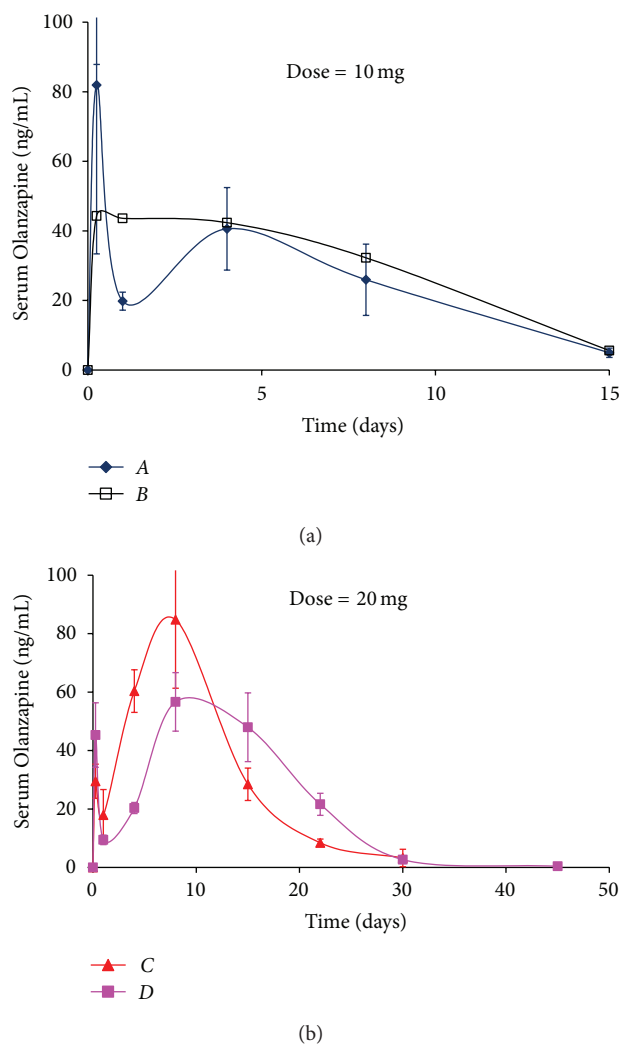 100
80
60
40
20
0
Serum Olanzapine (ng/mL)
Dose = 10 mg
0 5 10 15
Time (days)
A
B
(a)
100
80
60
40
20
0
Serum Olanzapine (ng/mL)
Dose = 20 mg
0 10 20 30 40 50
Time (days)
C
D
(b)